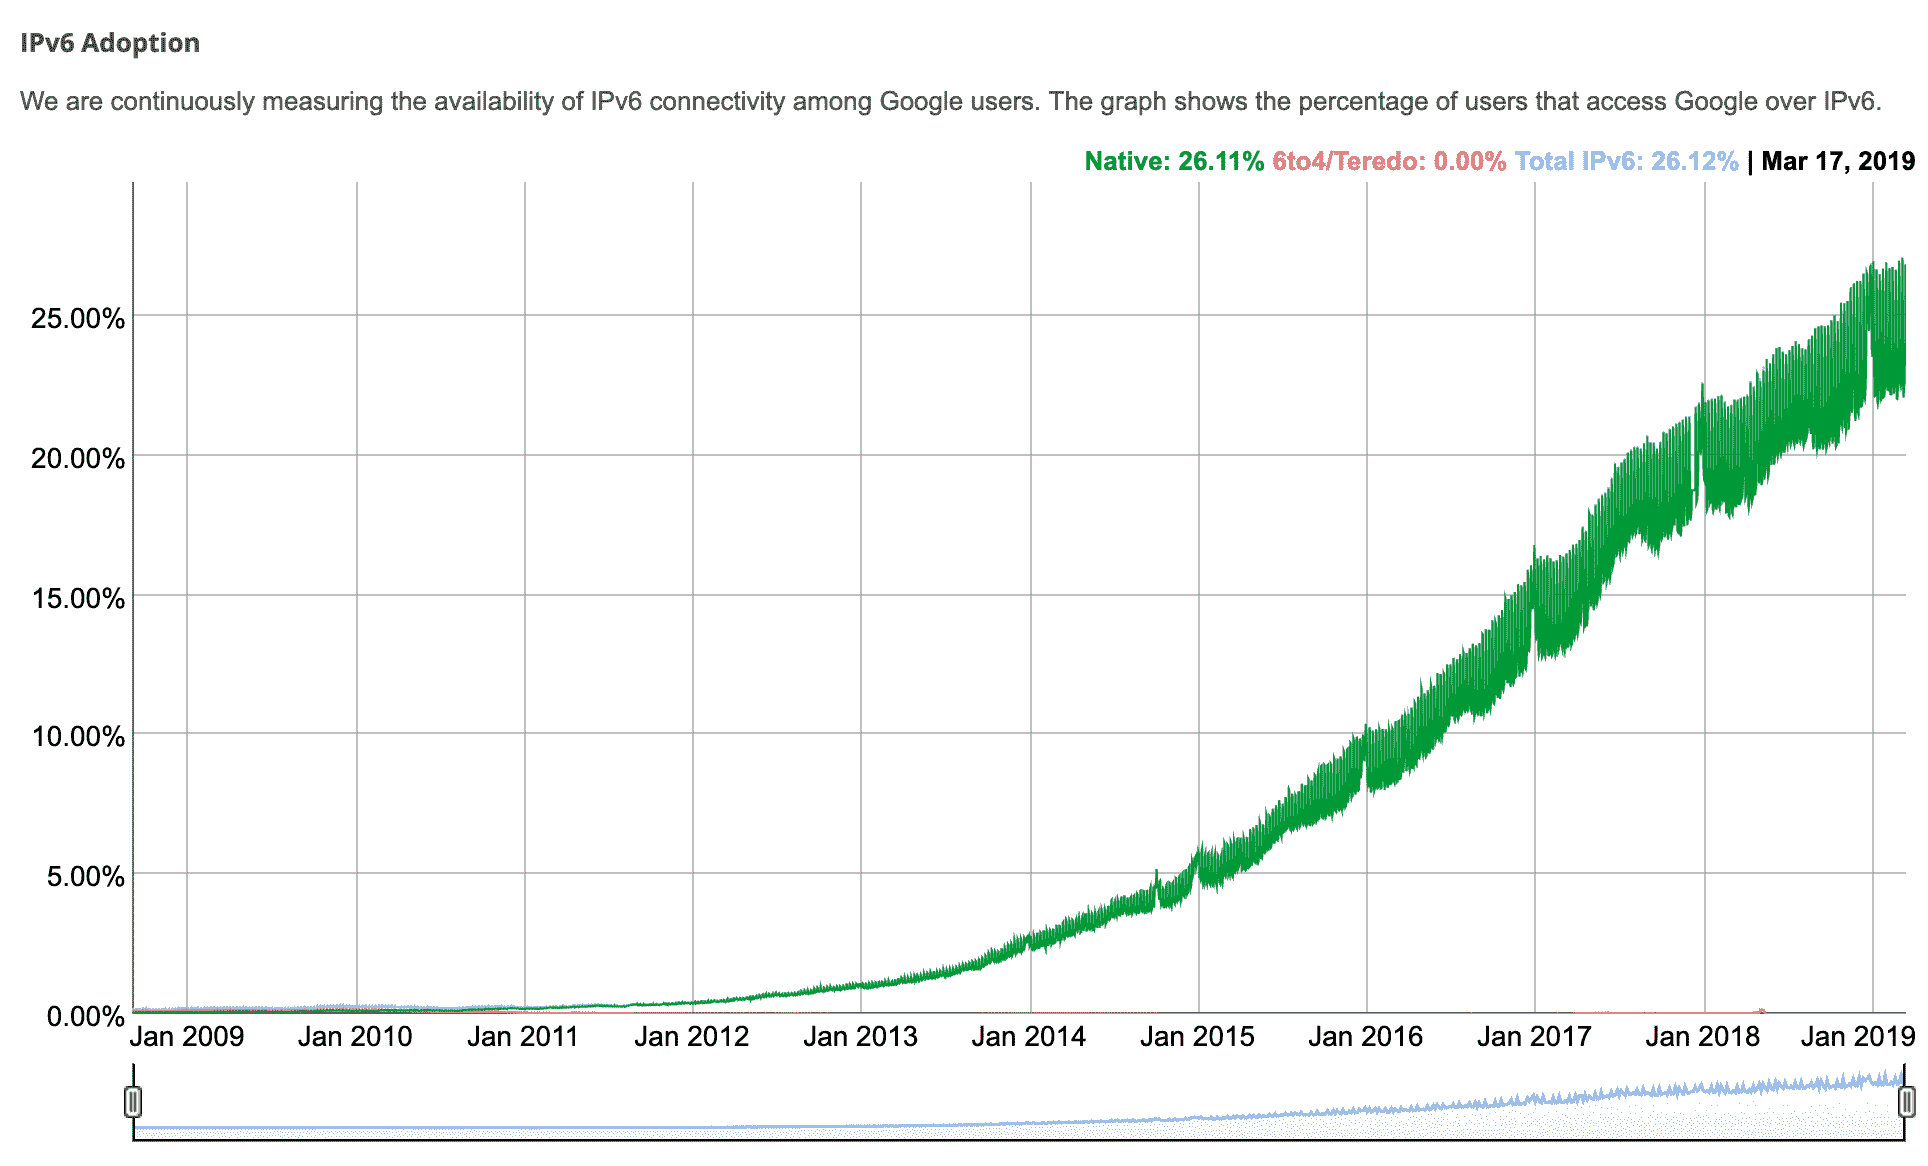 IPv6 Adoption
We are continuously measuring the availability of IPv6 connectivity among Google users. The graph shows the percentage of users that access Google over IPv6.
Native: 26.11% 6to4/Teredo: 0.00% Total IPv6: 26.12% | Mar 17, 2019
25.00%
20.00%
15.00%
10.00%
5.00%
0.00%
Jan 2009 Jan 2010 Jan 2011 Jan 2012 Jan 2013 Jan 2014 Jan 2015 Jan 2016 Jan 2017 Jan 2018 Jan 2019